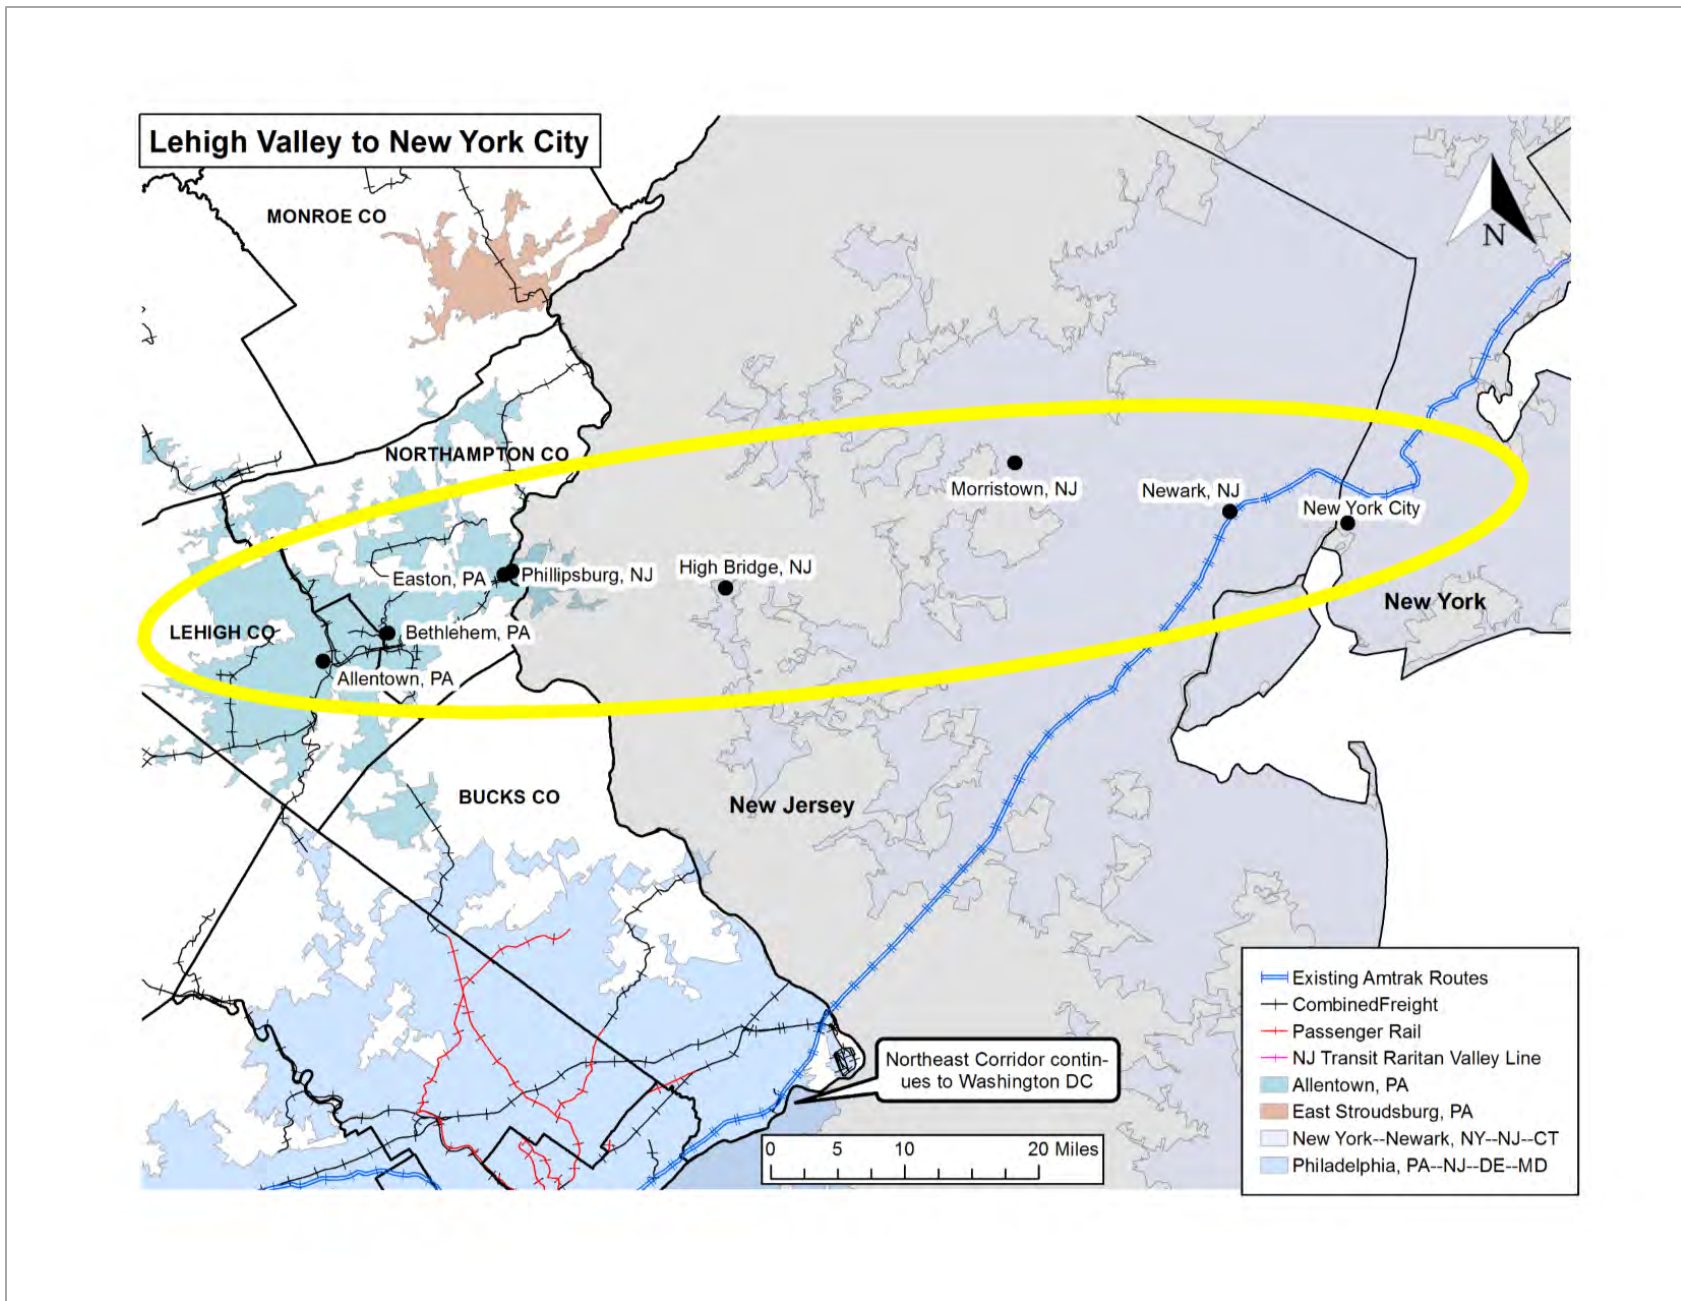 Lehigh Valley to New York City
MONROE CO
N
NORTHAMPTON CO
Morristown, NJ
Newark, NJ
New York City
Easton, PA
Phillipsburg, NJ
High Bridge, NJ
New York
LEHIGH CO
Bethlehem, PA
Allentown, PA
BUCKS CO
New Jersey
Existing Amtrak Routes
CombinedFreight
Passenger Rail
NJ Transit Raritan Valley Line
Allentown, PA
East Stroudsburg, PA
New York--Newark, NY--NJ--CT
Philadelphia, PA--NJ--DE--MD
Northeast Corridor contin-
ues to Washington DC
0 5 10 20 Miles